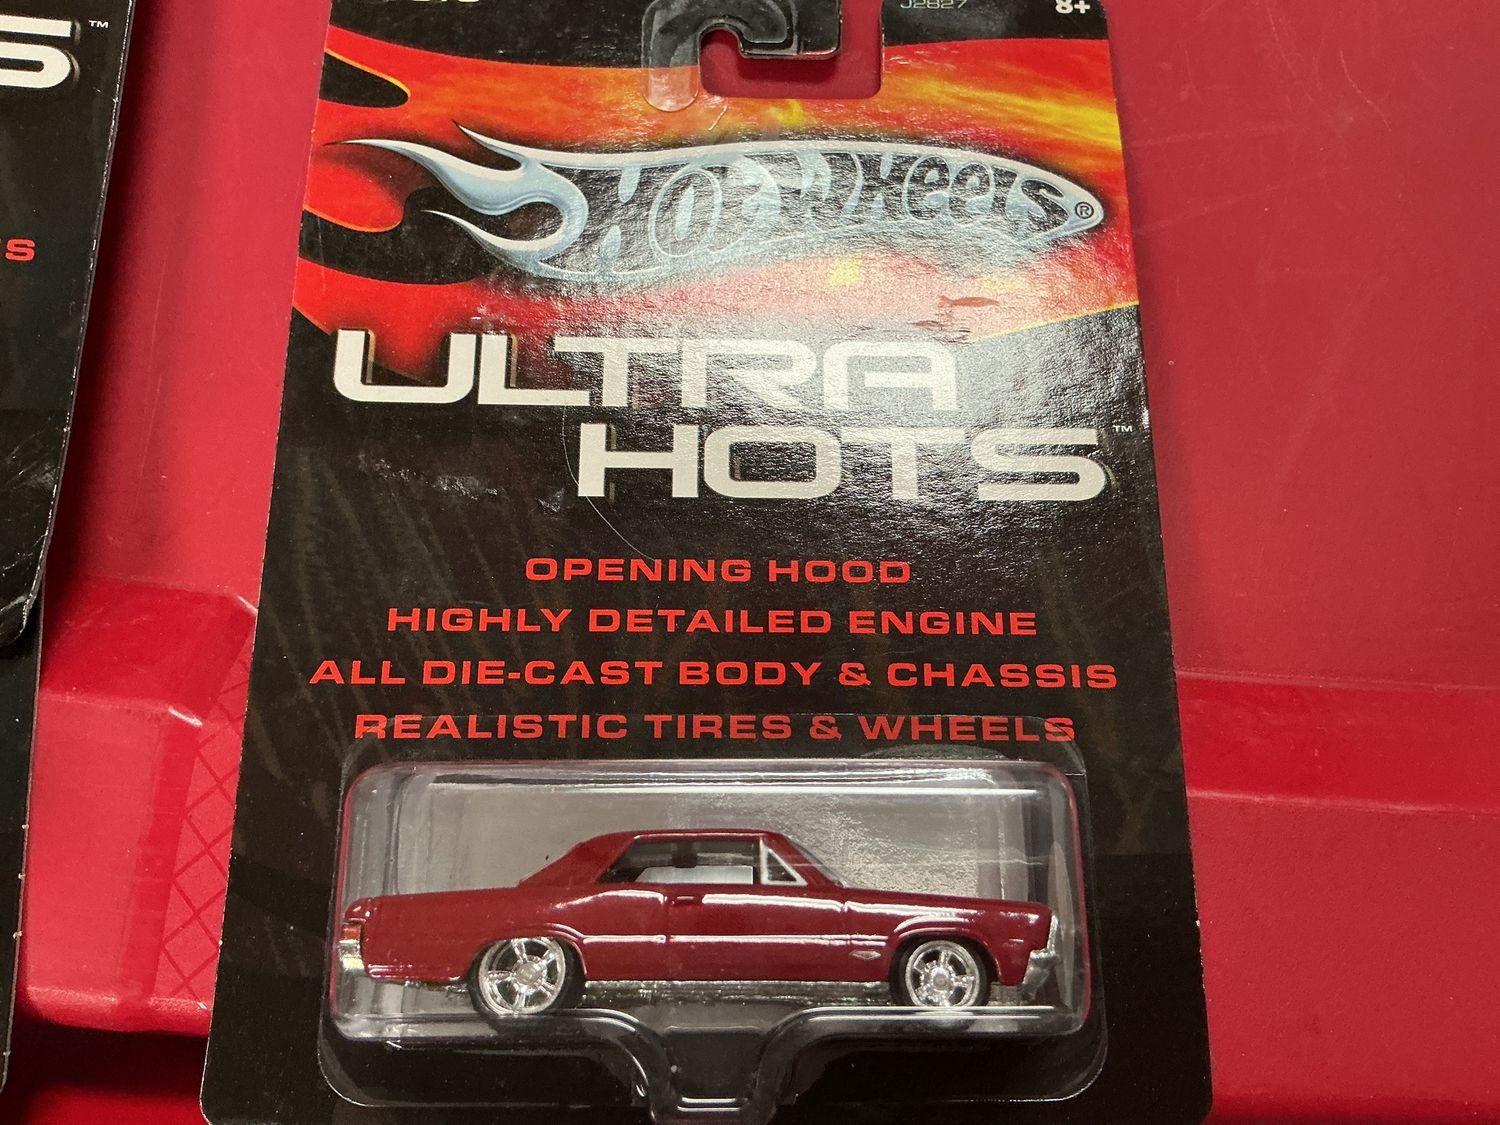 J2827
8+
S™
HOT WHEELS®
S
ULTRA
HOTS™
OPENING HOOD
HIGHLY DETAILED ENGINE
ALL DIE-CAST BODY & CHASSIS
REALISTIC TIRES & WHEELS